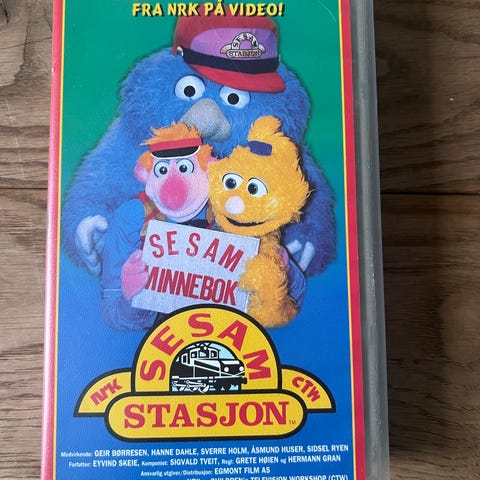 FRA NRK PÅ VIDEO!
SESAM
STASJON
SESAM
MINNEBOK
SESAM
NRK
CTW
STASJON™
Medvirkende: GEIR BØRRESEN, HANNE DAHLE, SVERRE HOLM, ÅSMUND HUSER, SIDSEL RYEN
Forfatter: EYVIND SKEIE, Komponist: SIGVALD TVEIT, Regi: GRETE HØIEN og HERMANN GRAN
Ansvarlig utgiver/Distribusjon: EGMONT FILM AS
CHILDREN'S TELEVISION WORKSHOP (CTW)